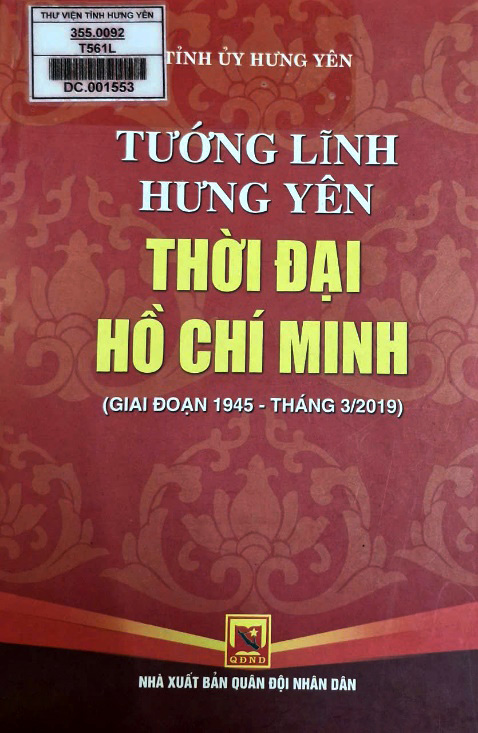 THƯ VIỆN TỈNH HƯNG YÊN
355.0092
T561L
DC.001553
TỈNH ỦY HƯNG YÊN
TƯỚNG LĨNH
HƯNG YÊN
THỜI ĐẠI
HỒ CHÍ MINH
(GIAI ĐOẠN 1945 - THÁNG 3/2019)
QĐND
NHÀ XUẤT BẢN QUÂN ĐỘI NHÂN DÂN